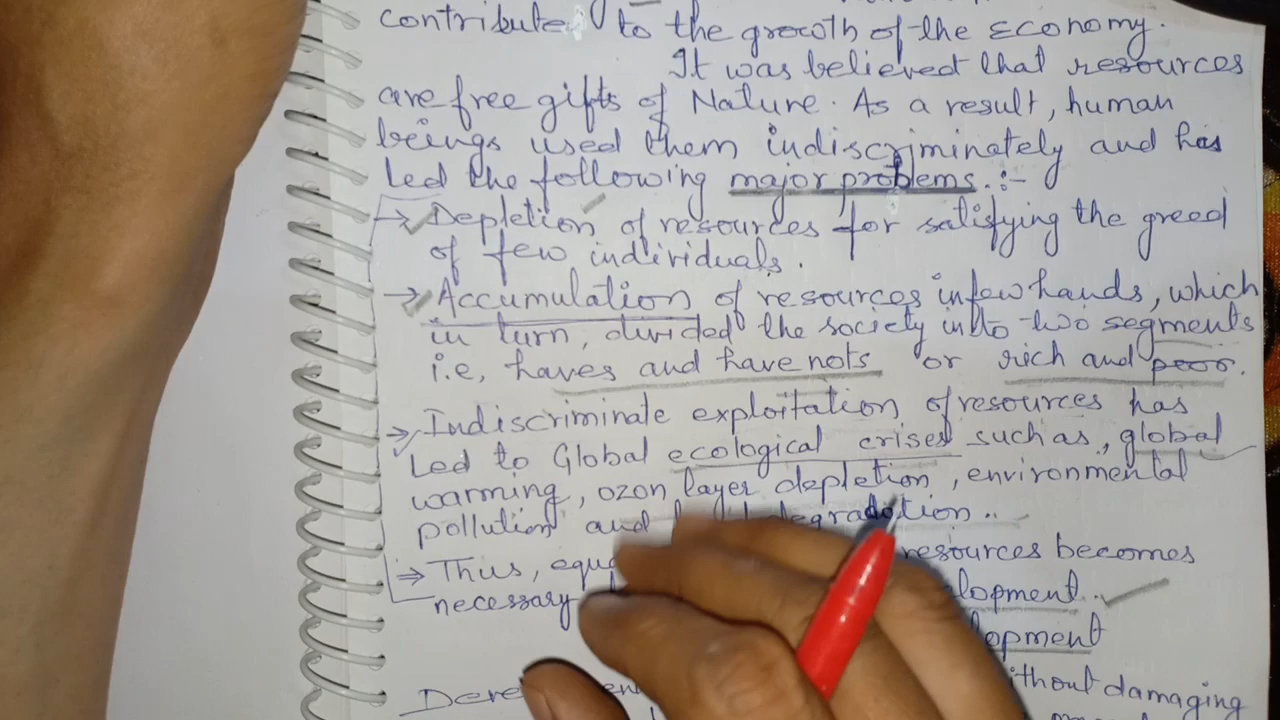 contribute to the growth of the Economy.
It was believed that resources
are free gifts of Nature. As a result, human
beings used them indiscriminately and has
led the following major problems :-
→ Depletion of resources for satisfying the greed
of few individuals.
→ Accumulation of resources in few hands, which
in turn, divided the society into two segments
i.e, haves and have nots or rich and poor.
→ Indiscriminate exploitation of resources has
Led to Global ecological crises such as, global
warming, ozon layer depletion, environmental
pollution and degradation..
⇒ Thus, resources becomes
necessary
ithout damaging